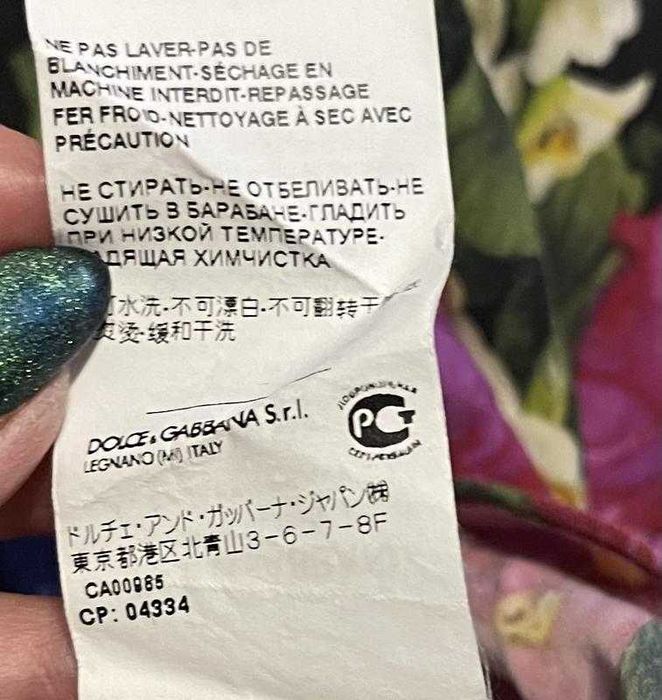 NE PAS LAVER-PAS DE
BLANCHIMENT-SÉCHAGE EN
MACHINE INTERDIT-REPASSAGE
FER FROID-NETTOYAGE À SEC AVEC
PRÉCAUTION
НЕ СТИРАТЬ-НЕ ОТБЕЛИВАТЬ-НЕ
СУШИТЬ В БАРАБАНЕ-ГЛАДИТЬ
ПРИ НИЗКОЙ ТЕМПЕРАТУРЕ-
ХИМЧИСТКА
水洗-不可漂白-不可翻转干
烫-缓和干洗
DOLCE & GABBANA S.r.l.
LEGNANO (MI) ITALY
PCT
ドルチェ・アンド・ガッバーナ・ジャパン㈱
東京都港区北青山3-6-7-8F
CA00965
CP: 04334